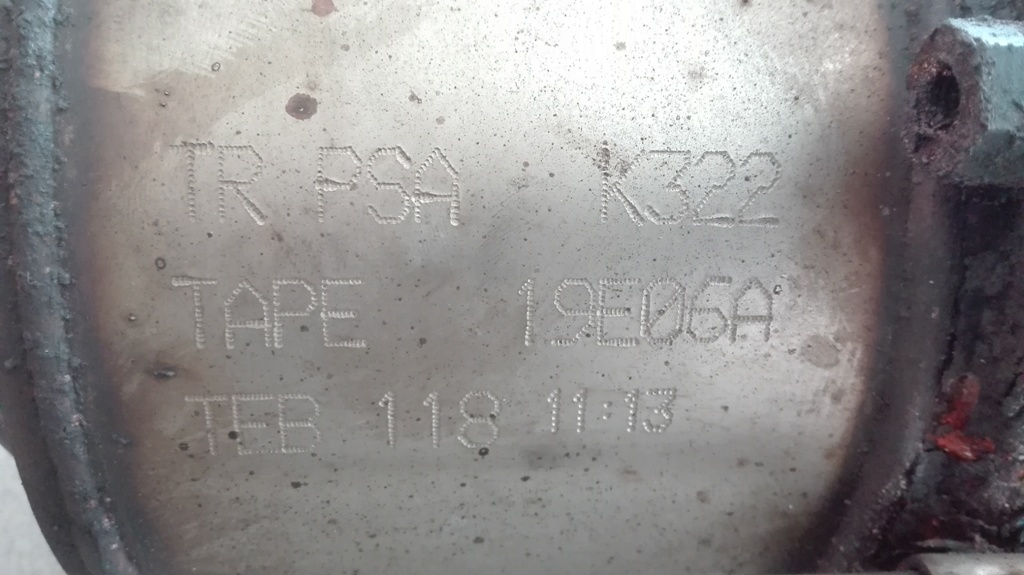 TR PSA K322
TAPE 19E06A
TEB 118 11:13